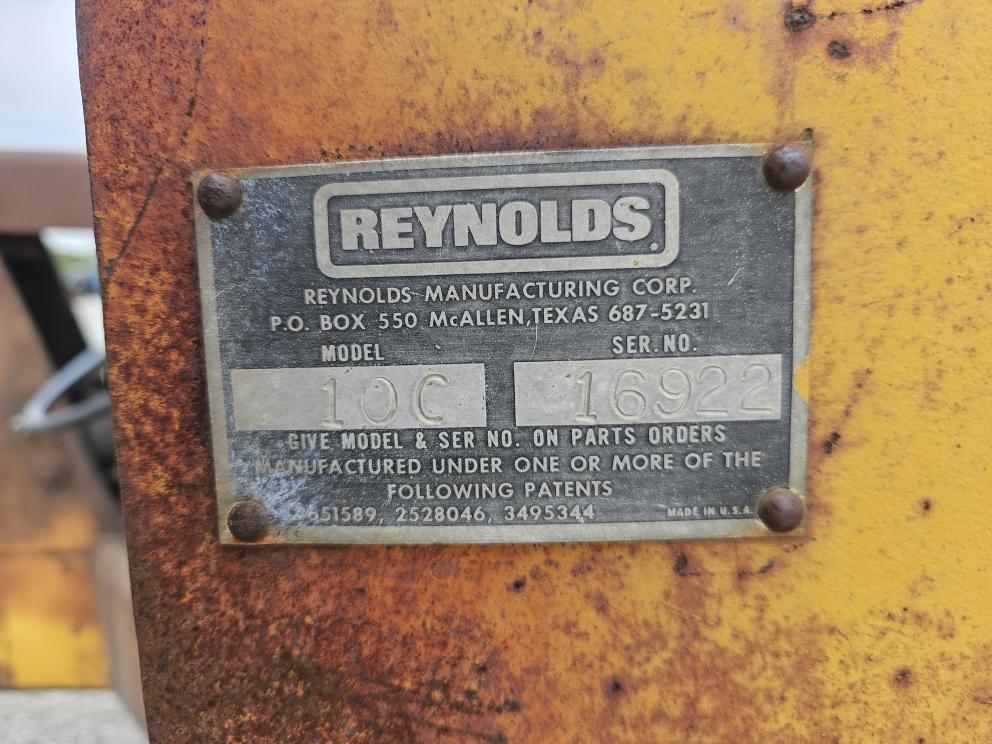 REYNOLDS
REYNOLDS MANUFACTURING CORP.
P.O. BOX 550 McALLEN, TEXAS 687-5231
MODEL SER. NO.
10C 16922
GIVE MODEL & SER NO. ON PARTS ORDERS
MANUFACTURED UNDER ONE OR MORE OF THE
FOLLOWING PATENTS
2528046, 3495344 MADE IN U.S.A.